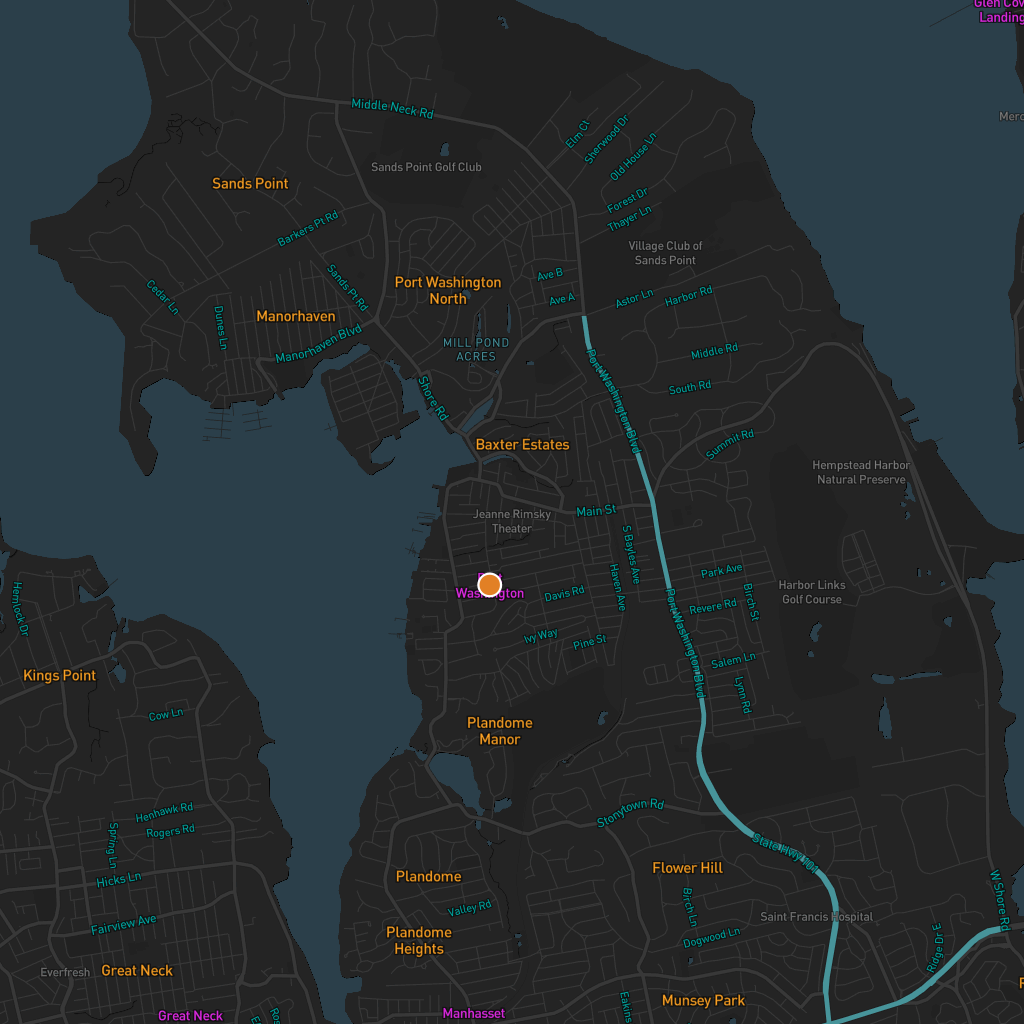 Glen Cov
Landing
Middle Neck Rd
Elm Ct
Sherwood Dr
Old House Ln
Merc
Sands Point Golf Club
Sands Point
Forest Dr
Thayer Ln
Barkers Pt Rd
Village Club of
Sands Point
Ave B
Sands Pt Rd
Port Washington
North
Cedar Ln
Ave A
Astor Ln
Harbor Rd
Dunes Ln
Manorhaven
Manorhaven Blvd
MILL POND
ACRES
Middle Rd
Port Washington Blvd
South Rd
Shore Rd
Baxter Estates
Summit Rd
Hempstead Harbor
Natural Preserve
Main St
Jeanne Rimsky
Theater
S Bayles Ave
Park Ave
Haven Ave
Washington
Davis Rd
Harbor Links
Golf Course
Birch St
Revere Rd
Hemlock Dr
Port Washington Blvd
Ivy Way
Pine St
Kings Point
Salem Ln
Lynn Rd
Cow Ln
Plandome
Manor
Henhawk Rd
Rogers Rd
Spring Ln
Stonytown Rd
State Hwy 101
Hicks Ln
Plandome
Flower Hill
W Shore Rd
Birch Ln
Valley Rd
Saint Francis Hospital
Fairview Ave
Plandome
Heights
Dogwood Ln
Ridge Dr E
Everfresh
Great Neck
Eakins
Munsey Park
Great Neck
Manhasset